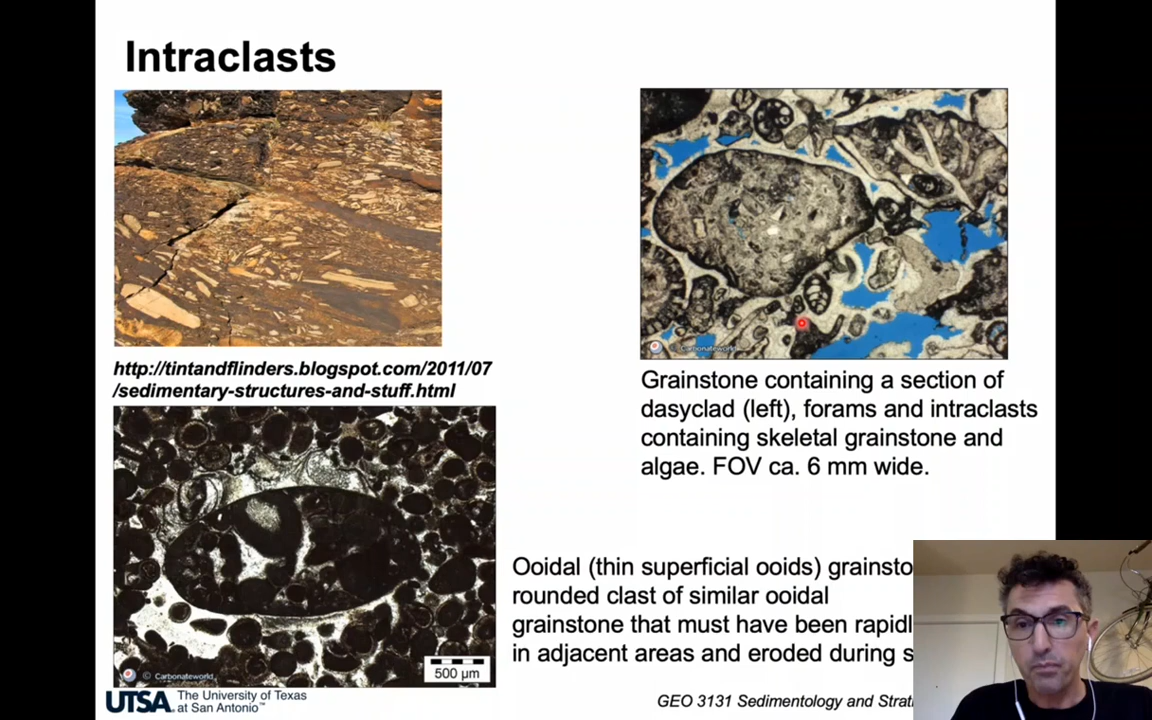 Intraclasts
http://tintandflinders.blogspot.com/2011/07
/sedimentary-structures-and-stuff.html
© Carbonateworld
Grainstone containing a section of
dasyclad (left), forams and intraclasts
containing skeletal grainstone and
algae. FOV ca. 6 mm wide.
© Carbonateworld
500 µm
Ooidal (thin superficial ooids) grainsto
rounded clast of similar ooidal
grainstone that must have been rapidl
in adjacent areas and eroded during s
UTSA
The University of Texas
at San Antonio™
GEO 3131 Sedimentology and Strat